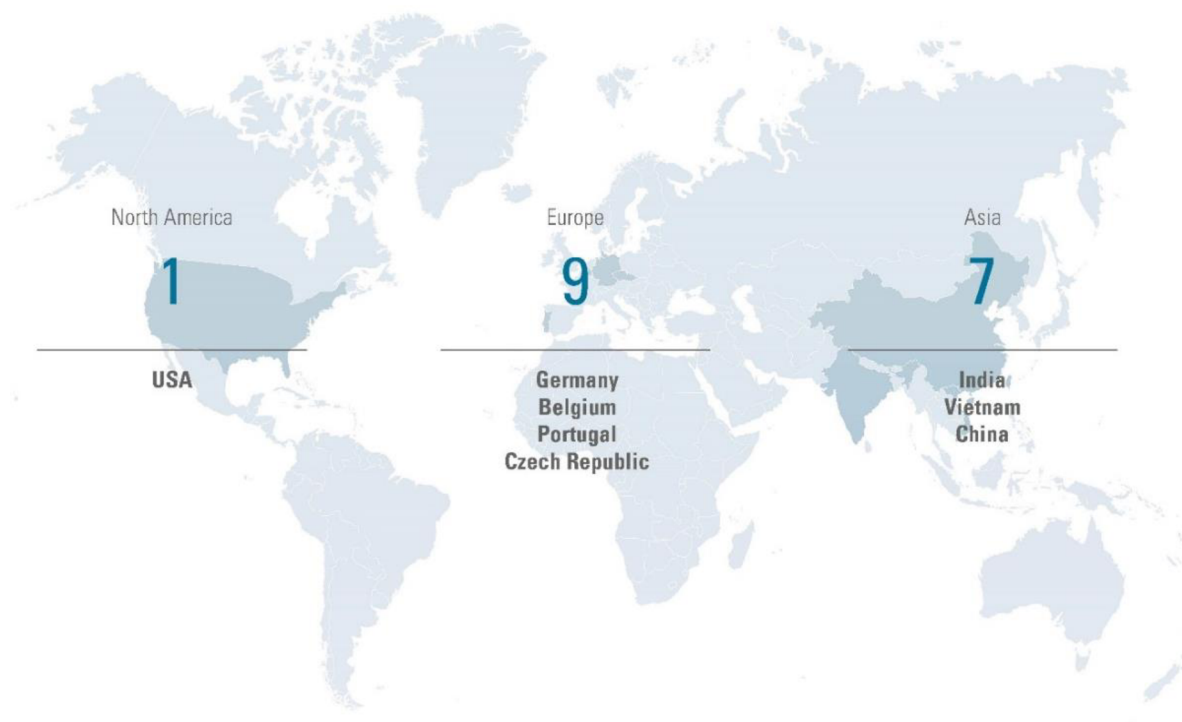 North America
1
USA
Europe
9
Germany
Belgium
Portugal
Czech Republic
Asia
7
India
Vietnam
China